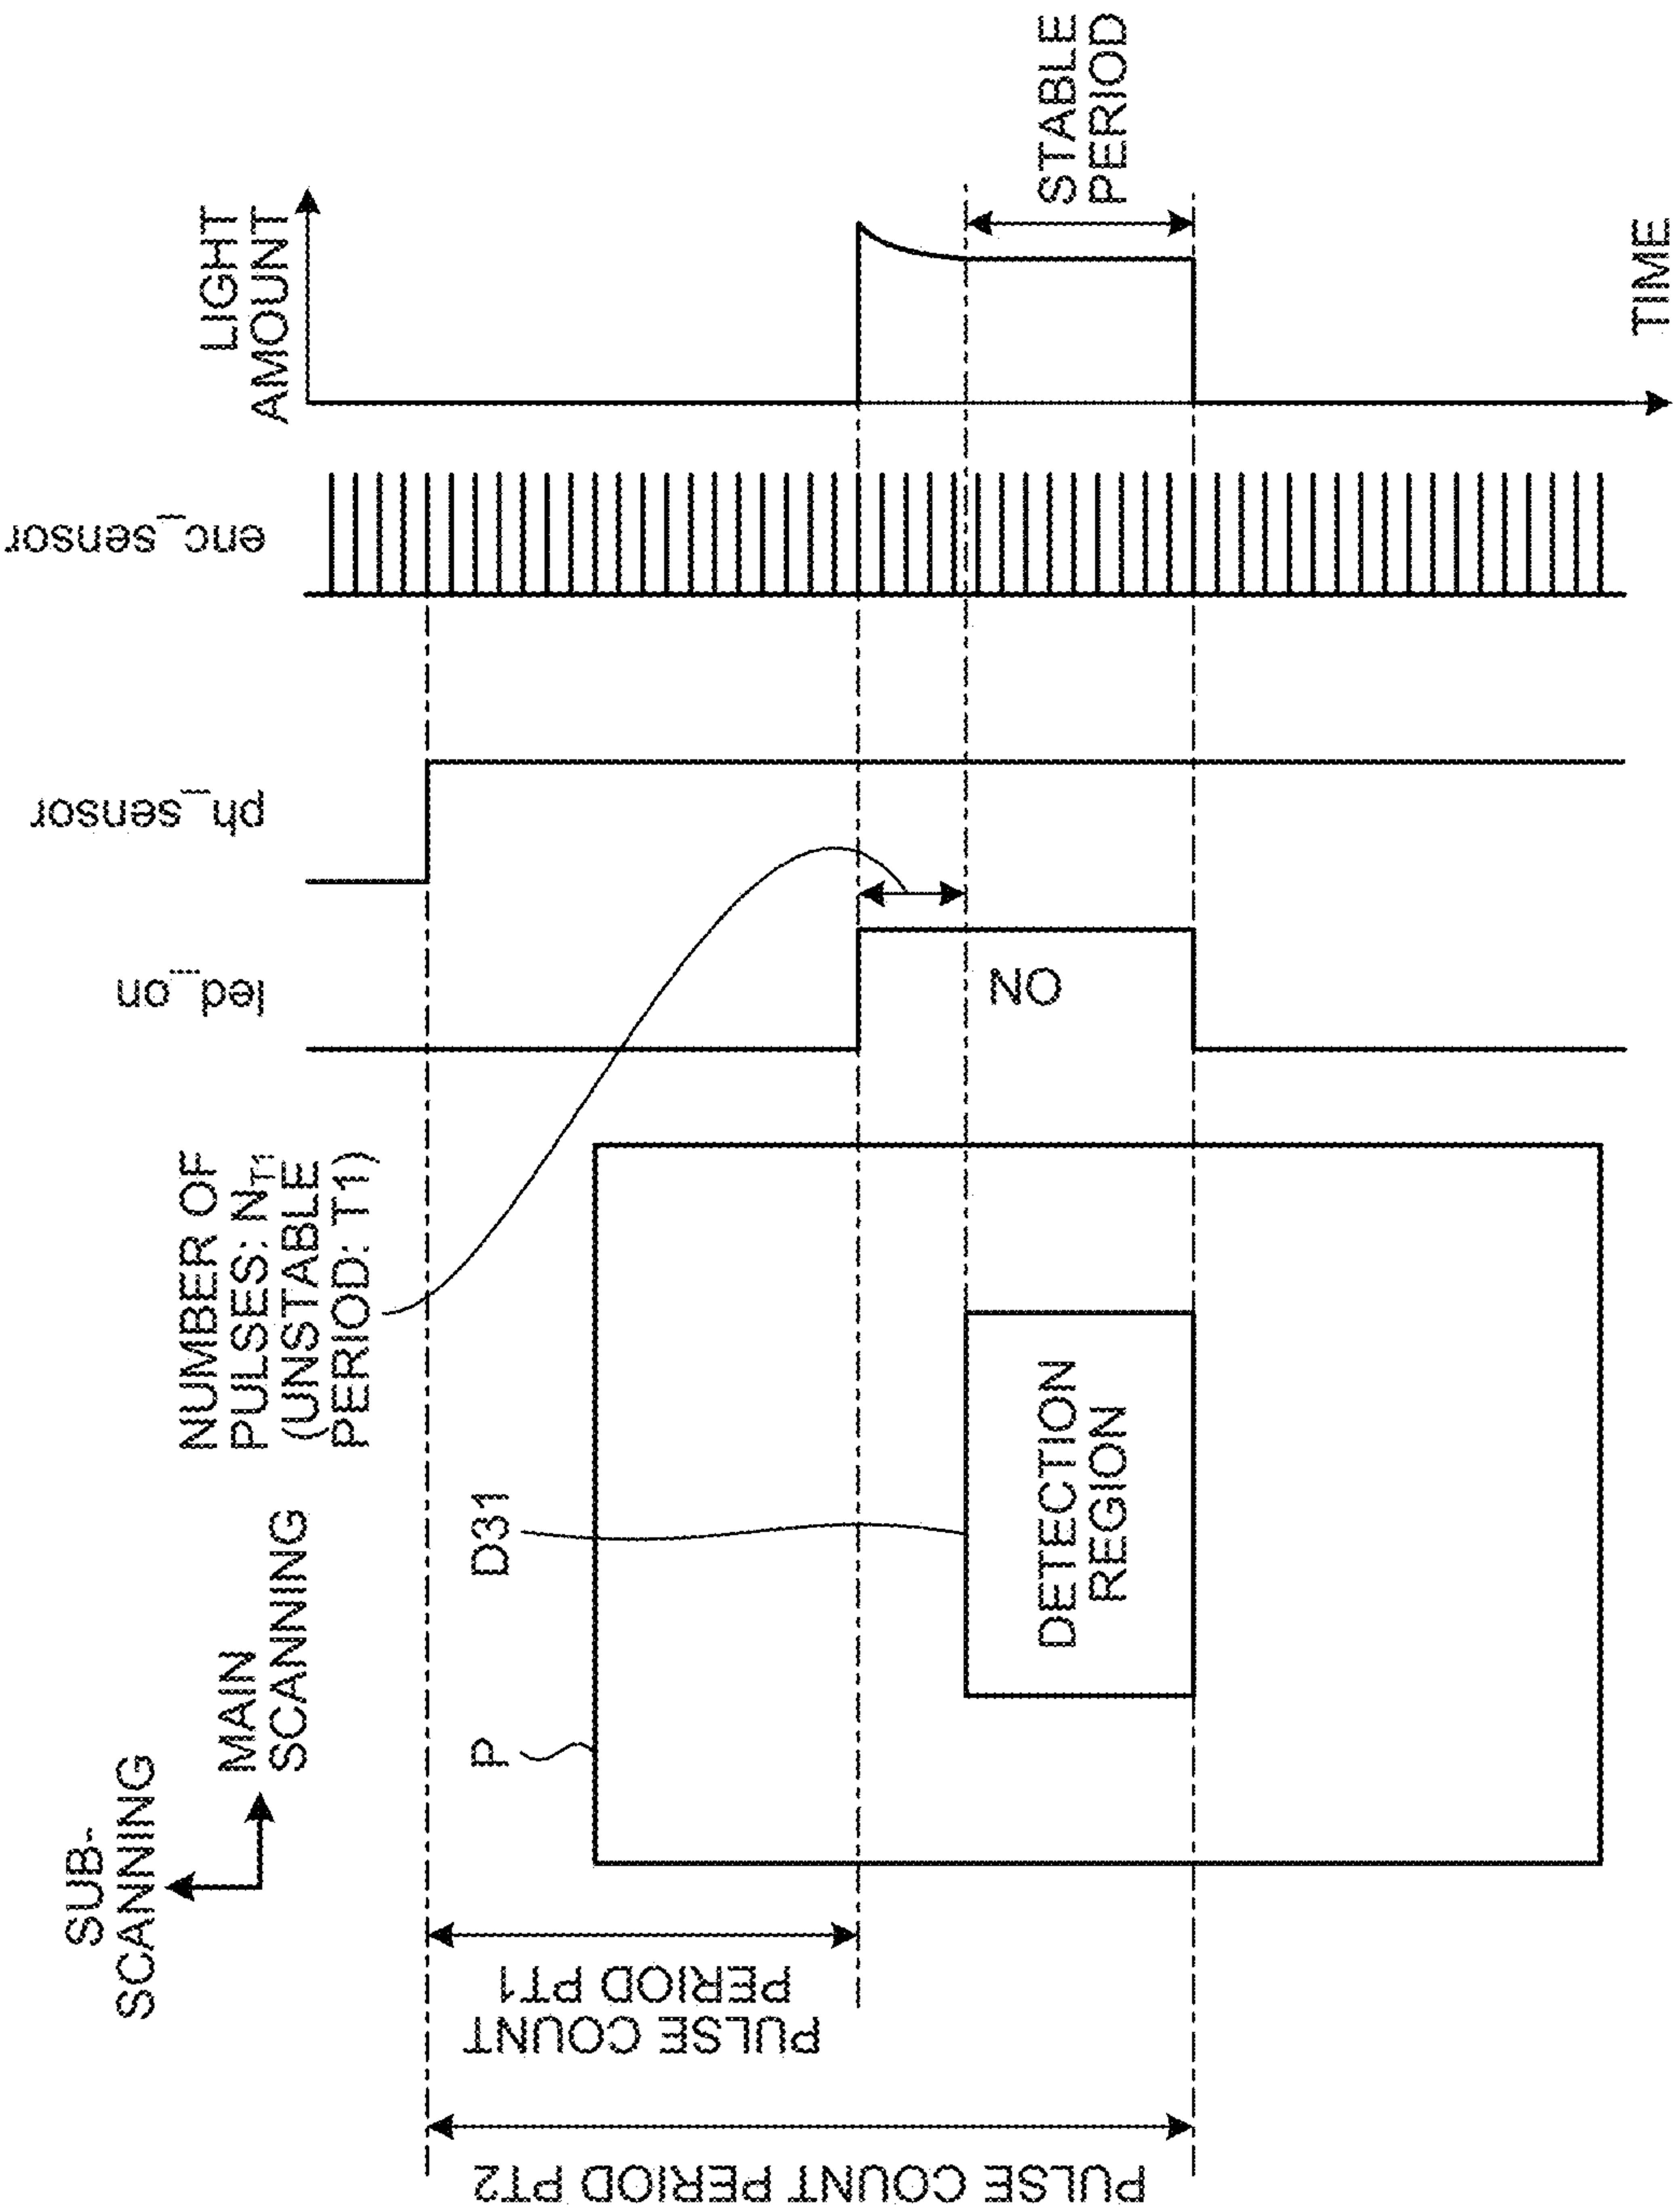 SUB-
SCANNING
MAIN
SCANNING
NUMBER OF
PULSES: NT1
(UNSTABLE
PERIOD: T1)
LIGHT
AMOUNT
enc_sensor
ph_sensor
led_on
P
D31
DETECTION
REGION
ON
STABLE
PERIOD
TIME
PULSE COUNT
PERIOD PT1
PULSE COUNT PERIOD PT2